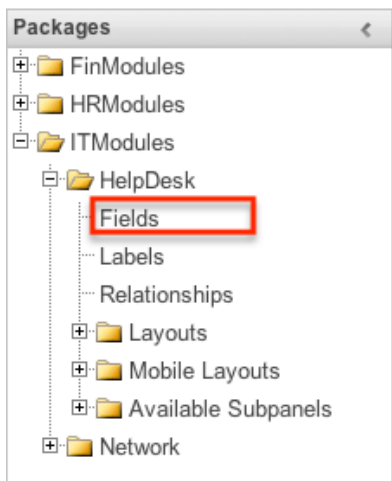 Packages
FinModules
HRModules
ITModules
HelpDesk
Fields
Labels
Relationships
Layouts
Mobile Layouts
Available Subpanels
Network